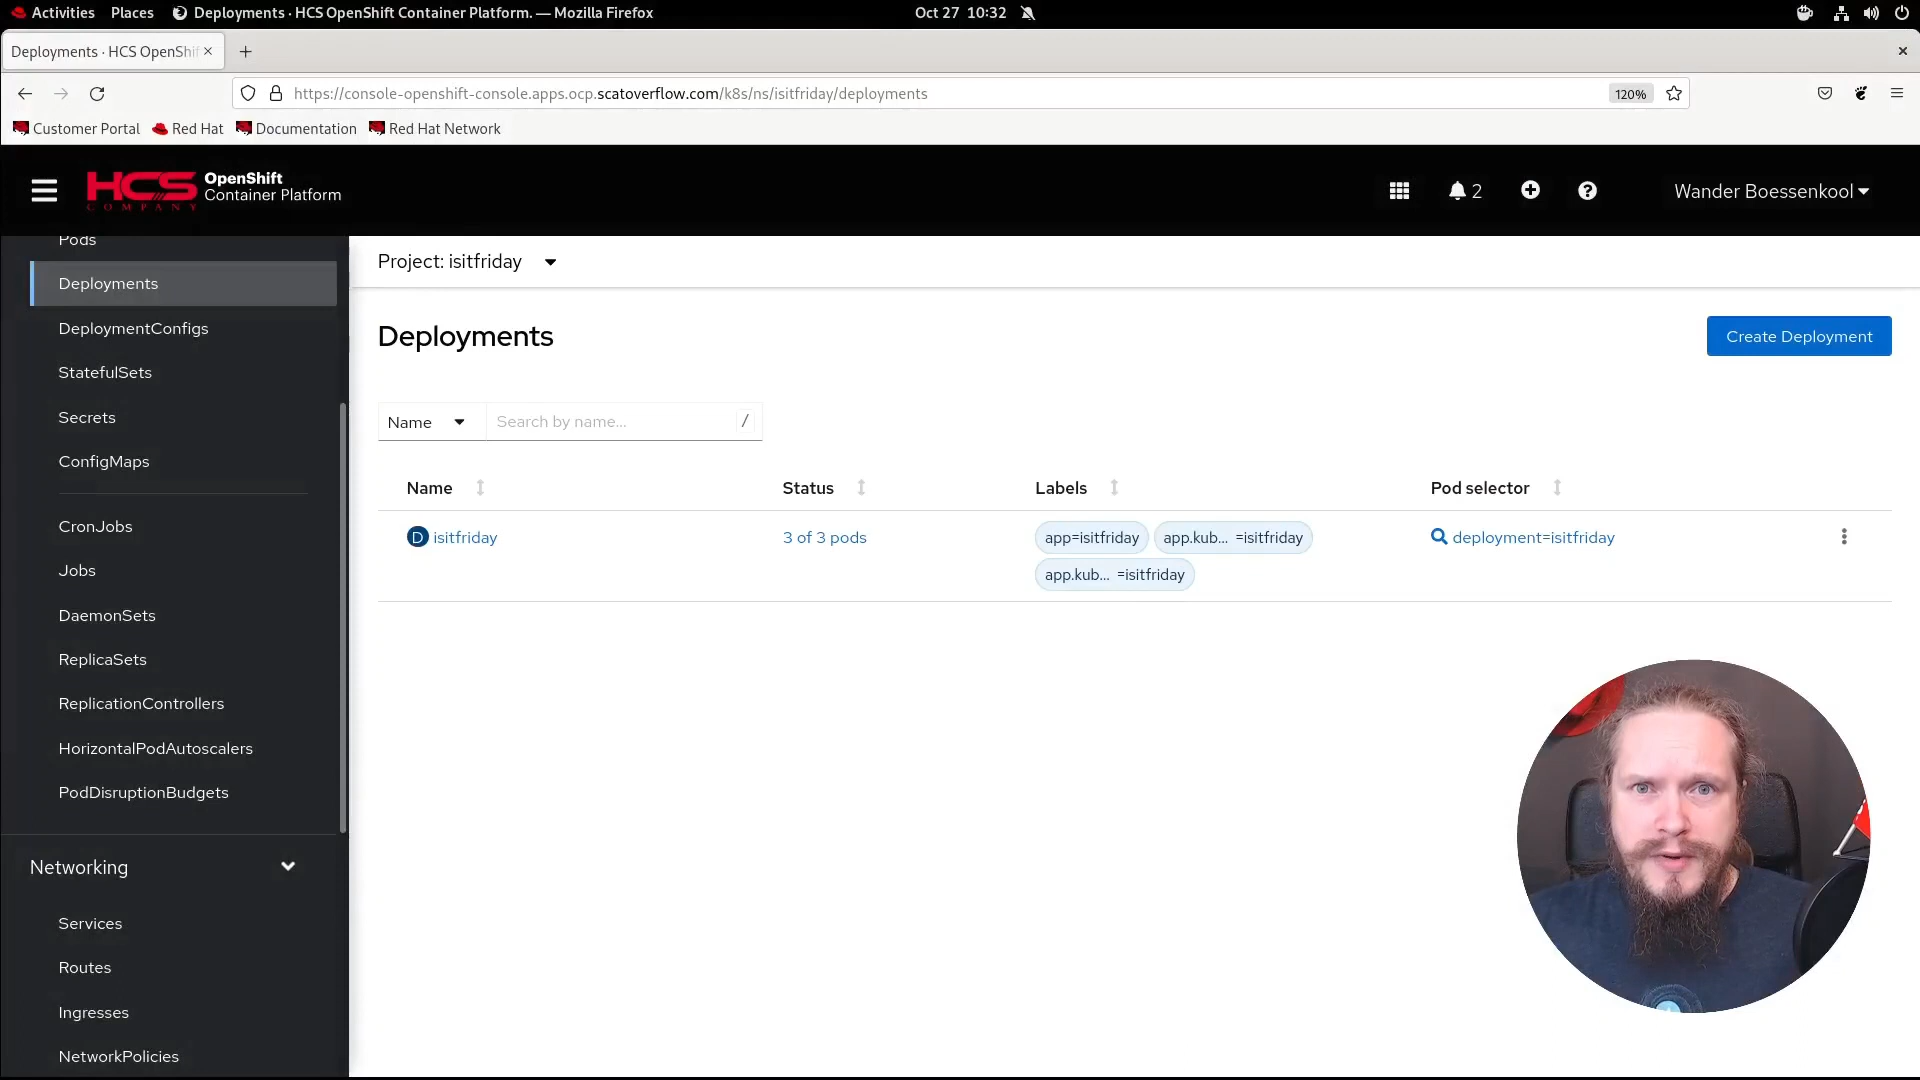 Activities Places Deployments · HCS OpenShift Container Platform. — Mozilla Firefox Oct 27 10:32
Deployments · HCS OpenShi
https://console-openshift-console.apps.ocp.scatoverflow.com/k8s/ns/isitfriday/deployments 120%
Customer Portal Red Hat Documentation Red Hat Network
HCS COMPANY OpenShift
Container Platform
2 Wander Boessenkool
Pods
Deployments
DeploymentConfigs
StatefulSets
Secrets
ConfigMaps
CronJobs
Jobs
DaemonSets
ReplicaSets
ReplicationControllers
HorizontalPodAutoscalers
PodDisruptionBudgets
Networking
Services
Routes
Ingresses
NetworkPolicies
Project: isitfriday
Deployments Create Deployment
Name Search by name... /
Name Status Labels Pod selector
D isitfriday 3 of 3 pods app=isitfriday app.kub... =isitfriday deployment=isitfriday
app.kub... =isitfriday